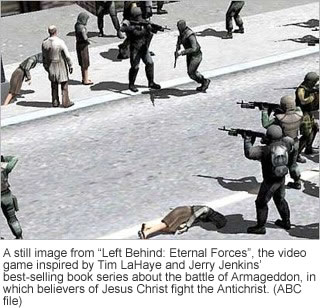 A still image from “Left Behind: Eternal Forces”, the video
game inspired by Tim LaHaye and Jerry Jenkins’
best-selling book series about the battle of Armageddon, in
which believers of Jesus Christ fight the Antichrist. (ABC
file)